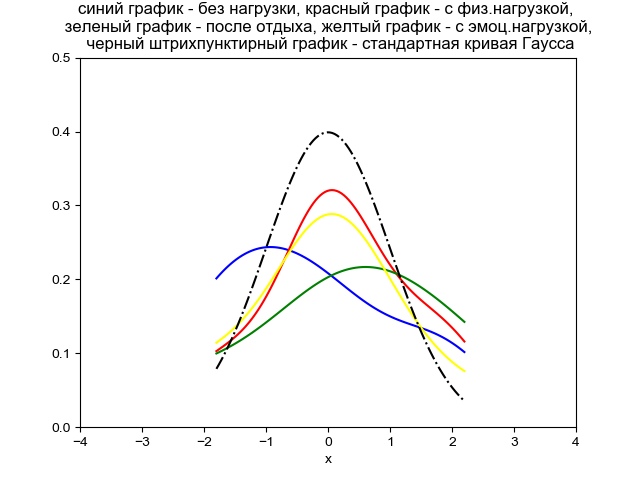 синий график - без нагрузки, красный график - с физ.нагрузкой,
зеленый график - после отдыха, желтый график - с эмоц.нагрузкой,
черный штрихпунктирный график - стандартная кривая Гаусса
0.5
0.4
0.3
0.2
0.1
0.0
−4 −3 −2 −1 0 1 2 3 4
x